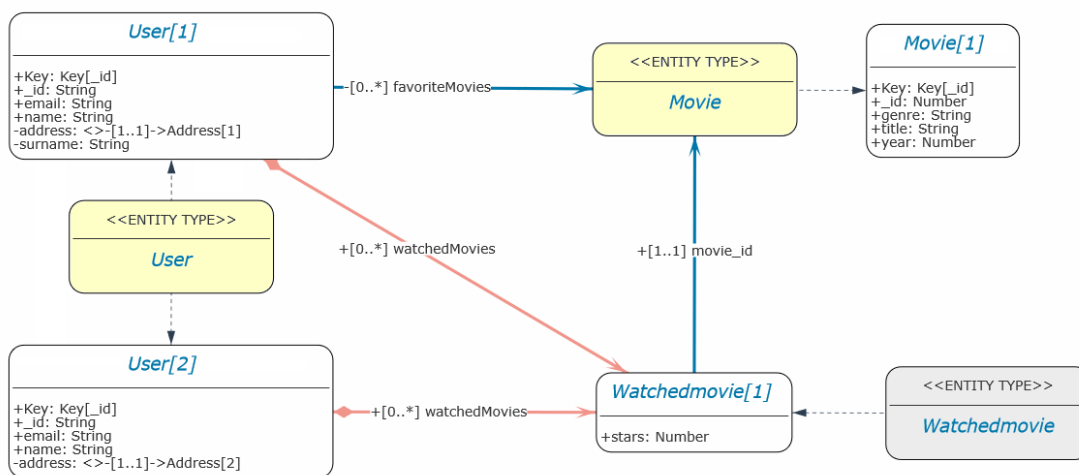 User[1]
+Key: Key[_id]
+_id: String
+email: String
+name: String
-address: <>-[1..1]->Address[1]
-surname: String
-[0..*] favoriteMovies
<<ENTITY TYPE>>
Movie
Movie[1]
+Key: Key[_id]
+_id: Number
+genre: String
+title: String
+year: Number
<<ENTITY TYPE>>
User
+[0..*] watchedMovies
+[1..1] movie_id
User[2]
+Key: Key[_id]
+_id: String
+email: String
+name: String
-address: <>-[1..1]->Address[2]
+[0..*] watchedMovies
Watchedmovie[1]
+stars: Number
<<ENTITY TYPE>>
Watchedmovie